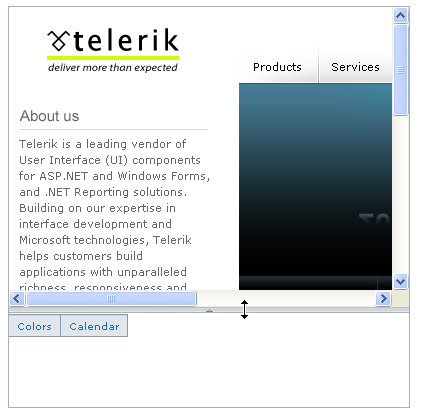 telerik
deliver more than expected
Products
Services
About us
Telerik is a leading vendor of
User Interface (UI) components
for ASP.NET and Windows Forms,
and .NET Reporting solutions.
Building on our expertise in
interface development and
Microsoft technologies, Telerik
helps customers build
applications with unparalleled
richness, responsiveness and
Colors
Calendar